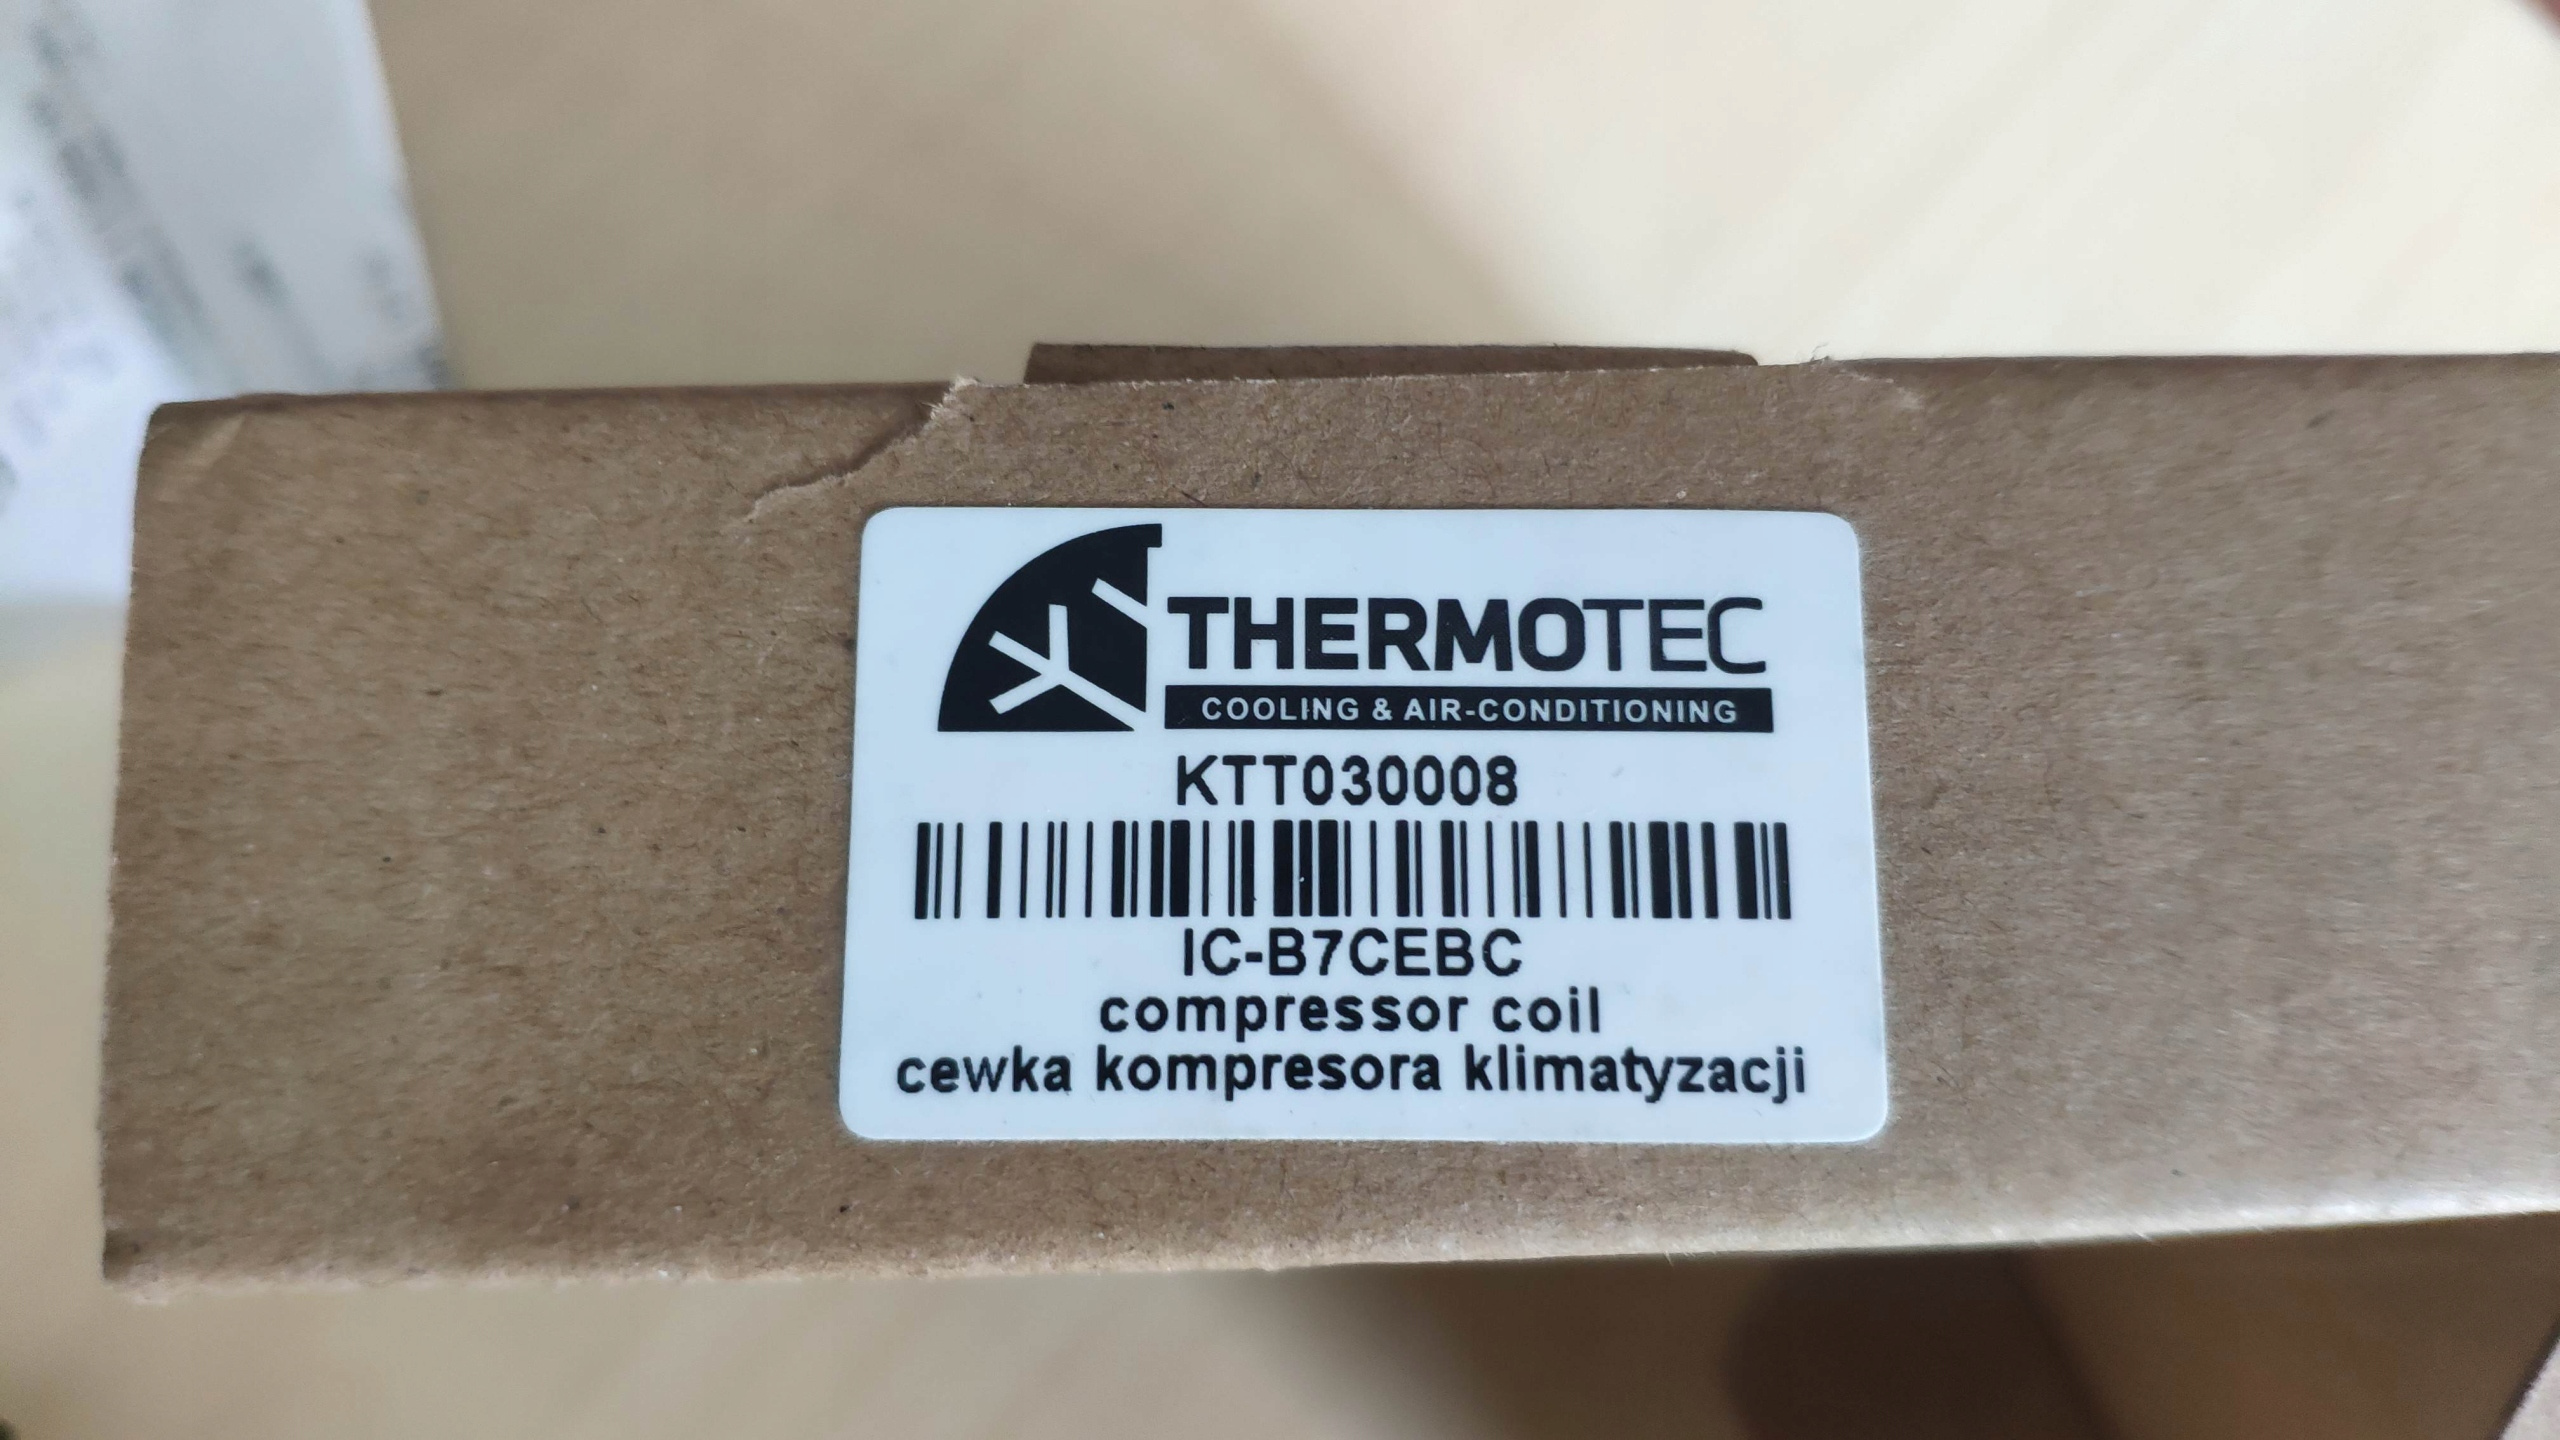 THERMOTEC
COOLING & AIR-CONDITIONING
KTT030008
IC-B7CEBC
compressor coil
cewka kompresora klimatyzacji